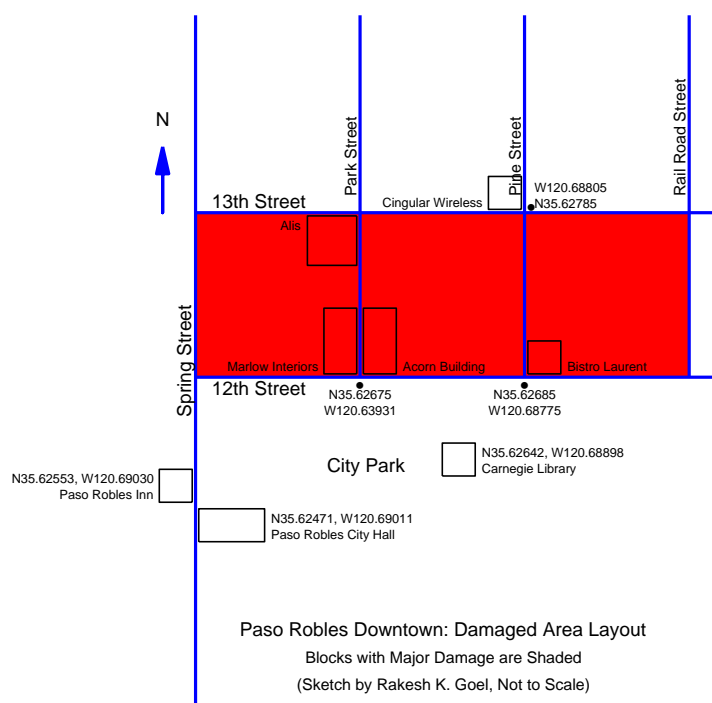 N
Park Street
Pine Street
Rail Road Street
W120.68805
N35.62785
Cingular Wireless
13th Street
Alis
Spring Street
Marlow Interiors
Acorn Building
Bistro Laurent
12th Street
N35.62675
W120.63931
N35.62685
W120.68775
City Park
N35.62642, W120.68898
Carnegie Library
N35.62553, W120.69030
Paso Robles Inn
N35.62471, W120.69011
Paso Robles City Hall
Paso Robles Downtown: Damaged Area Layout
Blocks with Major Damage are Shaded
(Sketch by Rakesh K. Goel, Not to Scale)